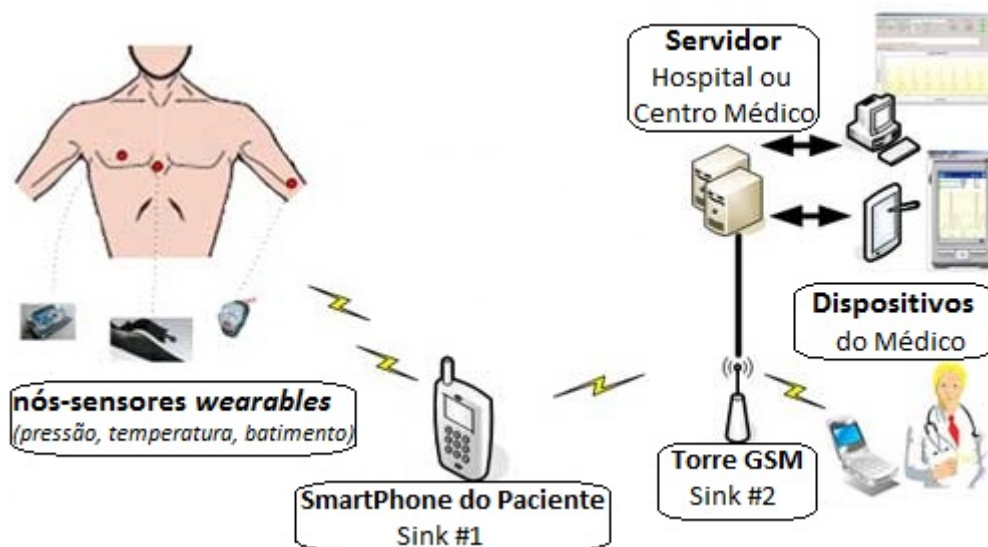 Servidor
Hospital ou
Centro Médico
Dispositivos
do Médico
nós-sensores wearables
(pressão, temperatura, batimento)
SmartPhone do Paciente
Sink #1
Torre GSM
Sink #2